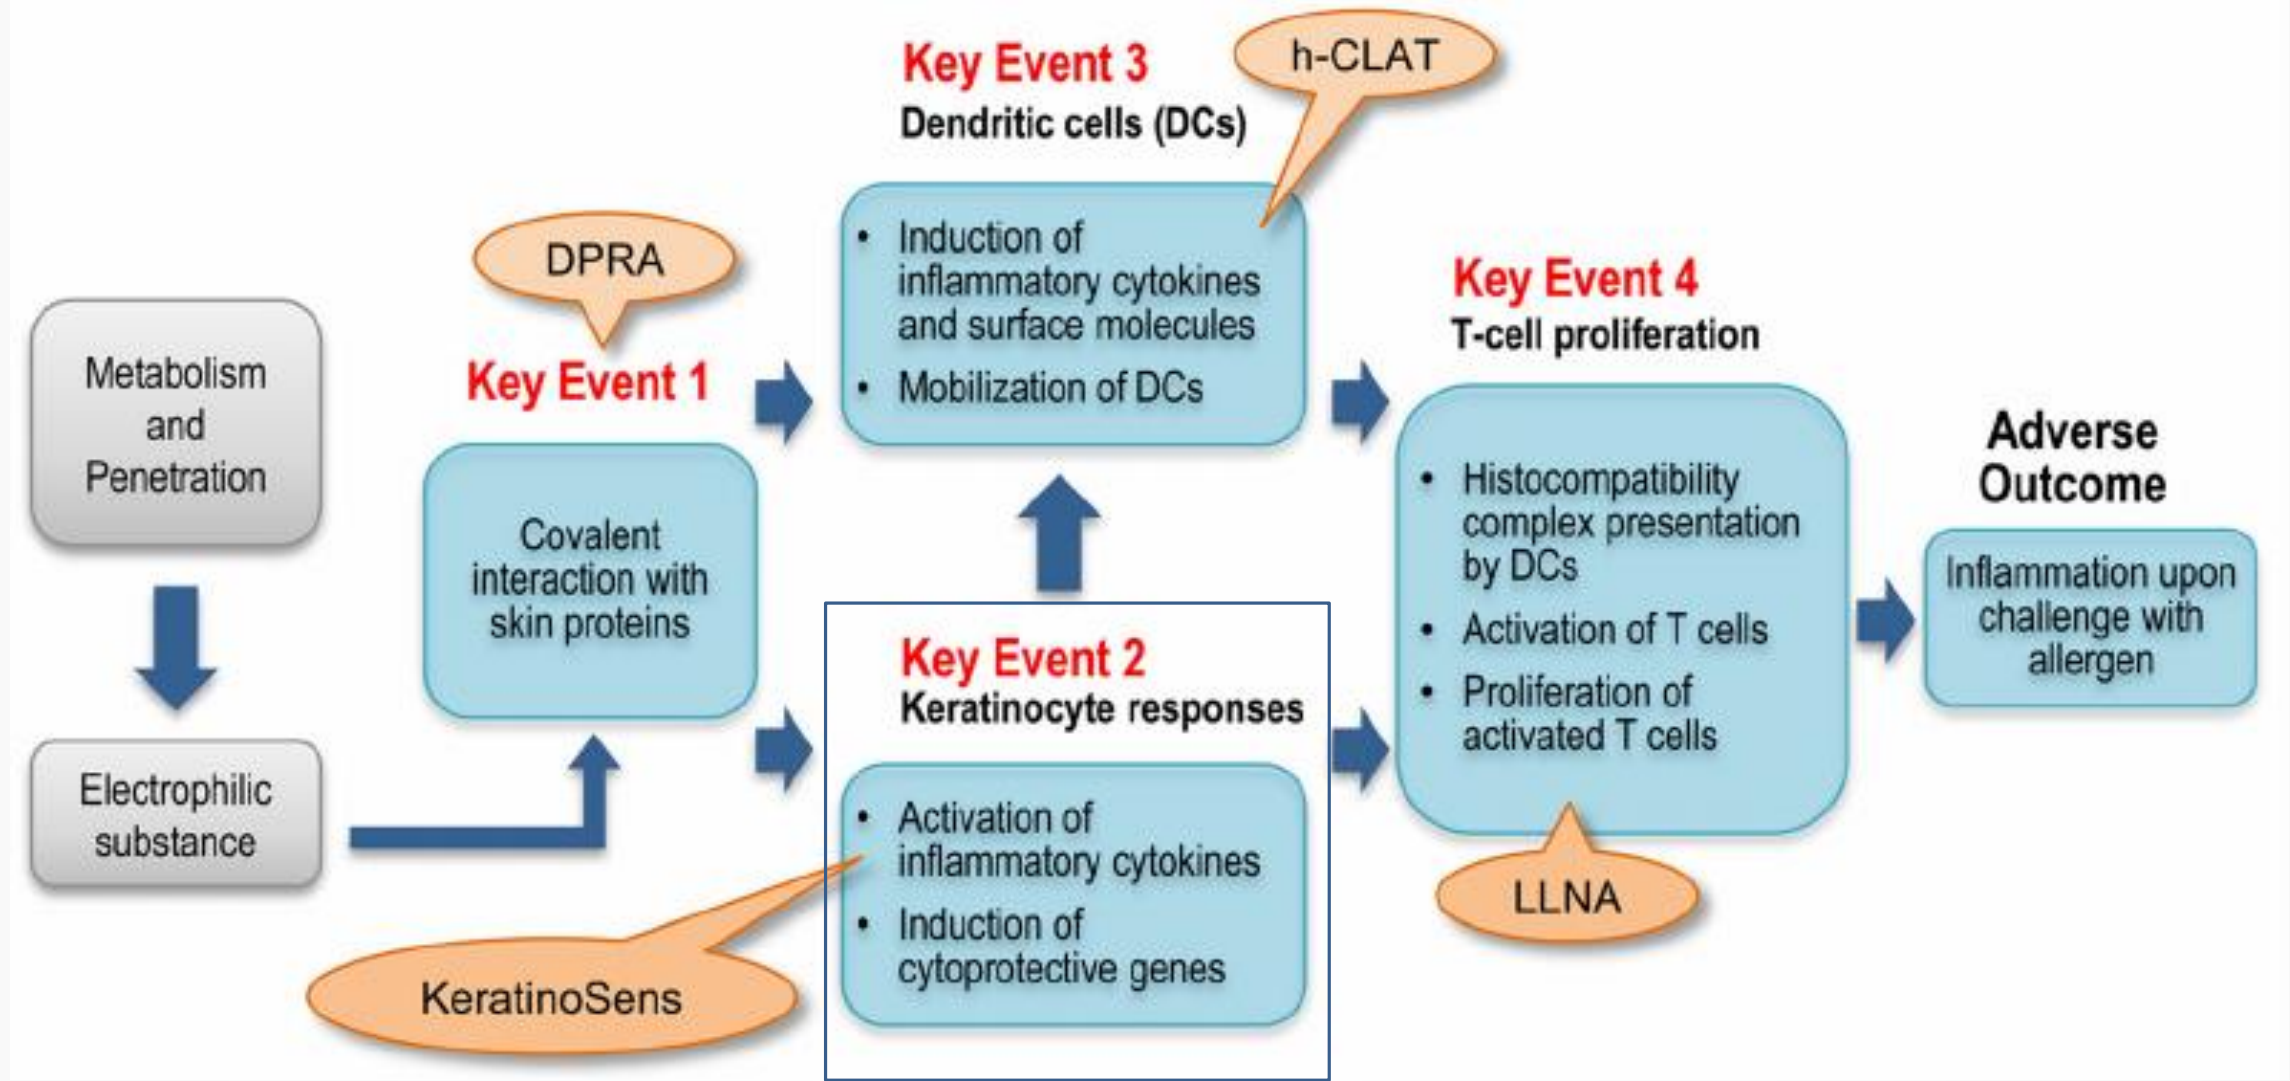 Metabolism
and
Penetration
Electrophilic
substance
DPRA
Key Event 1
Covalent
interaction with
skin proteins
Key Event 3
Dendritic cells (DCs)
h-CLAT
• Induction of
inflammatory cytokines
and surface molecules
• Mobilization of DCs
Key Event 2
Keratinocyte responses
• Activation of
inflammatory cytokines
• Induction of
cytoprotective genes
KeratinoSens
Key Event 4
T-cell proliferation
• Histocompatibility
complex presentation
by DCs
• Activation of T cells
• Proliferation of
activated T cells
LLNA
Adverse
Outcome
Inflammation upon
challenge with
allergen